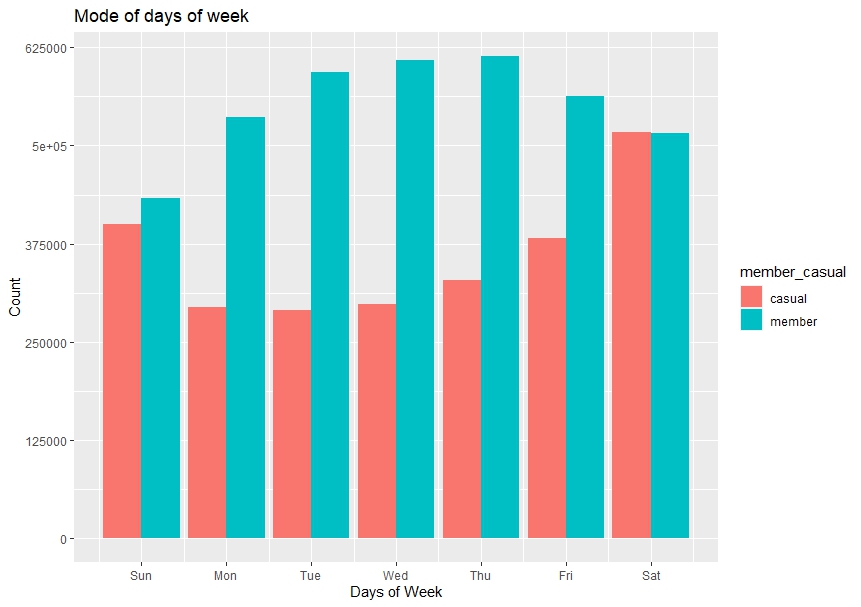 Mode of days of week
625000
5e+05
375000
250000
125000
0
Count
Sun Mon Tue Wed Thu Fri Sat
Days of Week
member_casual
casual
member